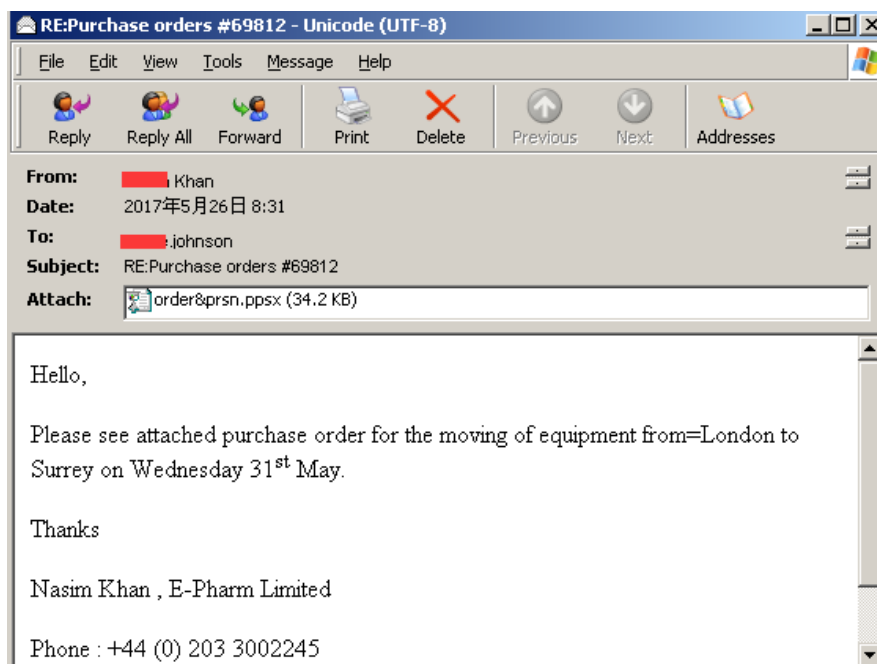 RE:Purchase orders #69812 - Unicode (UTF-8)
File Edit View Tools Message Help
Reply Reply All Forward Print Delete Previous Next Addresses
From: Khan
Date: 2017年5月26日 8:31
To: .johnson
Subject: RE:Purchase orders #69812
Attach: order&prsn.ppsx (34.2 KB)
Hello,
Please see attached purchase order for the moving of equipment from=London to
Surrey on Wednesday 31st May.
Thanks
Nasim Khan , E-Pharm Limited
Phone : +44 (0) 203 3002245